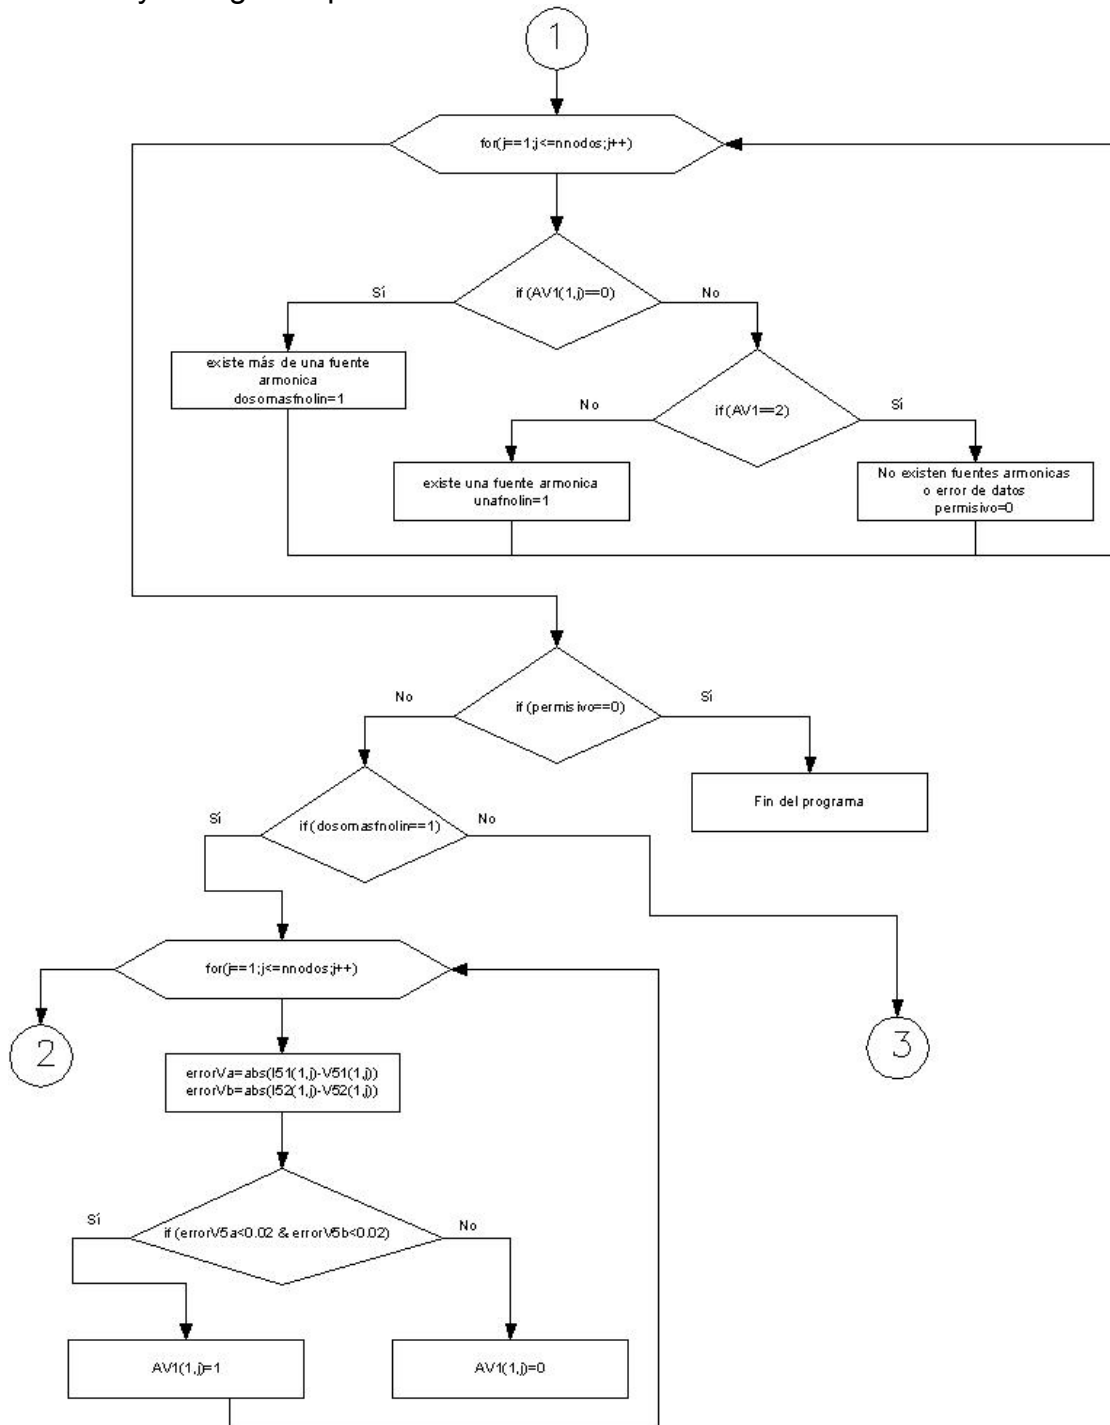 1
for(j==1;j<=nnodos;j++)
if(AV1(1,j)==0)
Sí
No
existe más de una fuente
armonica
dosomasfnolin=1
if(AV1==2)
No
Sí
existe una fuente armonica
unafnolin=1
No existen fuentes armonicas
o error de datos
permisivo=0
if(permisivo==0)
No
Sí
Fin del programa
if(dosomasfnolin==1)
Sí
No
for(j==1;j<=nnodos;j++)
2
3
errorVa=abs(I51(1,j)-V51(1,j))
errorVb=abs(I52(1,j)-V52(1,j))
if(errorV5a<0.02 & errorV5b<0.02)
Sí
No
AV1(1,j)=1
AV1(1,j)=0